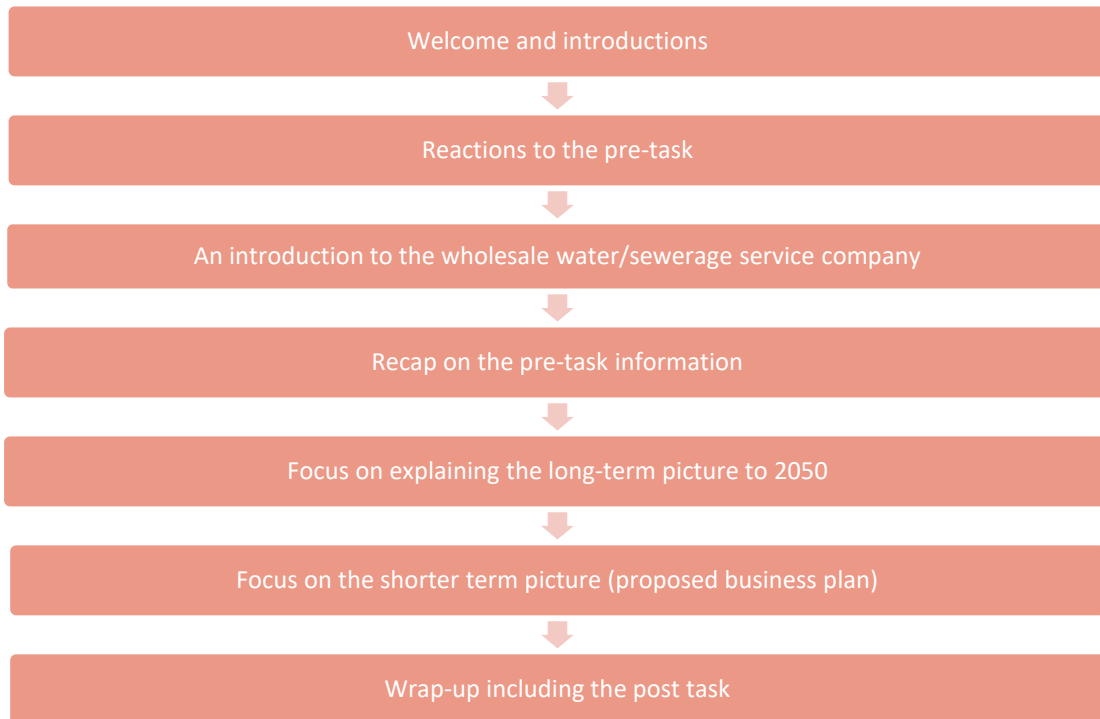 Welcome and introductions
Reactions to the pre-task
An introduction to the wholesale water/sewerage service company
Recap on the pre-task information
Focus on explaining the long-term picture to 2050
Focus on the shorter term picture (proposed business plan)
Wrap-up including the post task